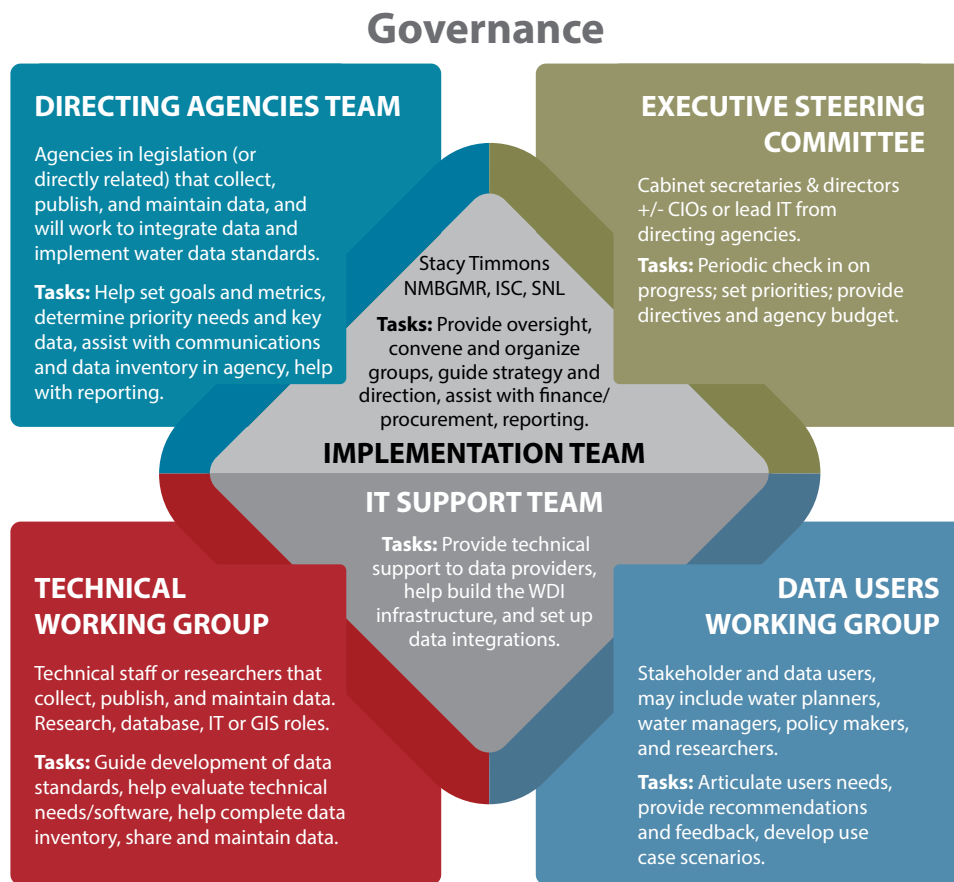 Governance
DIRECTING AGENCIES TEAM
Agencies in legislation (or
directly related) that collect,
publish, and maintain data, and
will work to integrate data and
implement water data standards.
Tasks: Help set goals and metrics,
determine priority needs and key
data, assist with communications
and data inventory in agency, help
with reporting.
EXECUTIVE STEERING
COMMITTEE
Cabinet secretaries & directors
+/- CIOs or lead IT from
directing agencies.
Tasks: Periodic check in on
progress; set priorities; provide
directives and agency budget.
Stacy Timmons
NMBGMR, ISC, SNL
Tasks: Provide oversight,
convene and organize
groups, guide strategy and
direction, assist with finance/
procurement, reporting.
IMPLEMENTATION TEAM
IT SUPPORT TEAM
Tasks: Provide technical
support to data providers,
help build the WDI
infrastructure, and set up
data integrations.
TECHNICAL
WORKING GROUP
Technical staff or researchers that
collect, publish, and maintain data.
Research, database, IT or GIS roles.
Tasks: Guide development of data
standards, help evaluate technical
needs/software, help complete data
inventory, share and maintain data.
DATA USERS
WORKING GROUP
Stakeholder and data users,
may include water planners,
water managers, policy makers,
and researchers.
Tasks: Articulate users needs,
provide recommendations
and feedback, develop use
case scenarios.